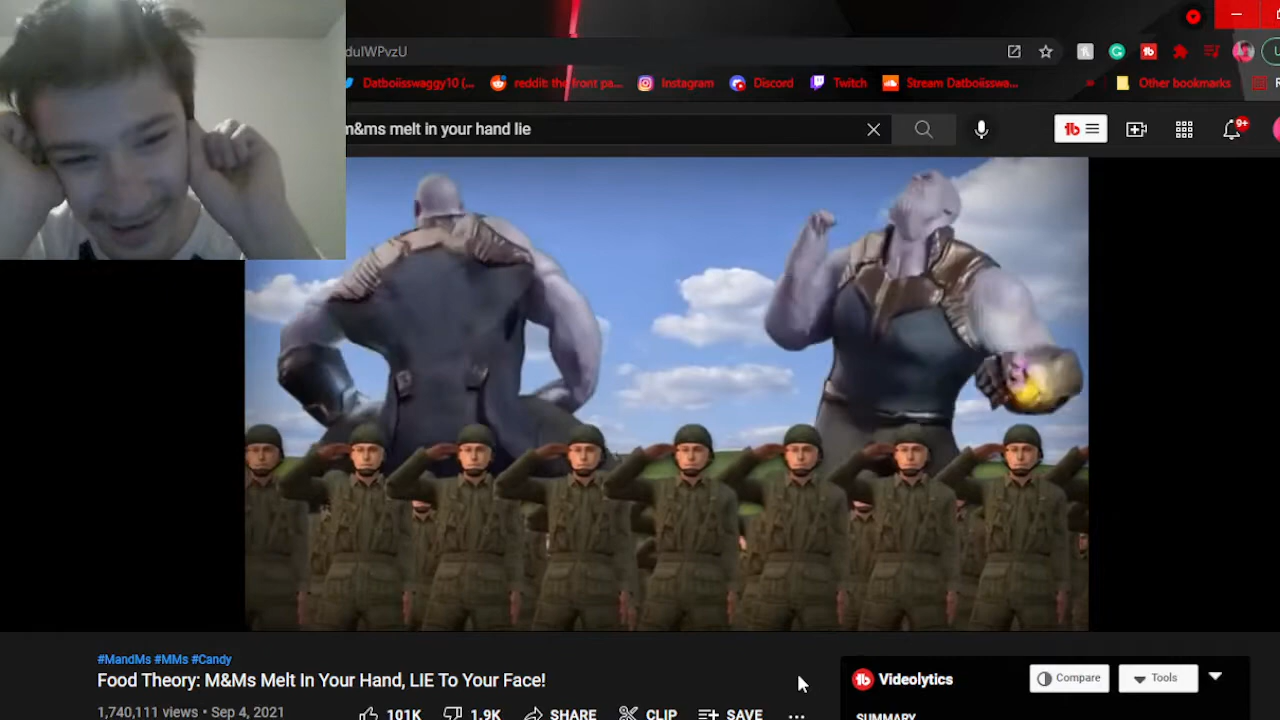 dulWPvzU
Datboiisswaggy10 (... reddit: the front pa... Instagram Discord Twitch Stream Datboiisswa... » Other bookmarks
m&ms melt in your hand lie
9+
#MandMs #MMs #Candy
Food Theory: M&Ms Melt In Your Hand, LIE To Your Face!
1,740,111 views • Sep 4, 2021 101K 1.9K SHARE CLIP SAVE ...
Videolytics Compare Tools
SUMMARY